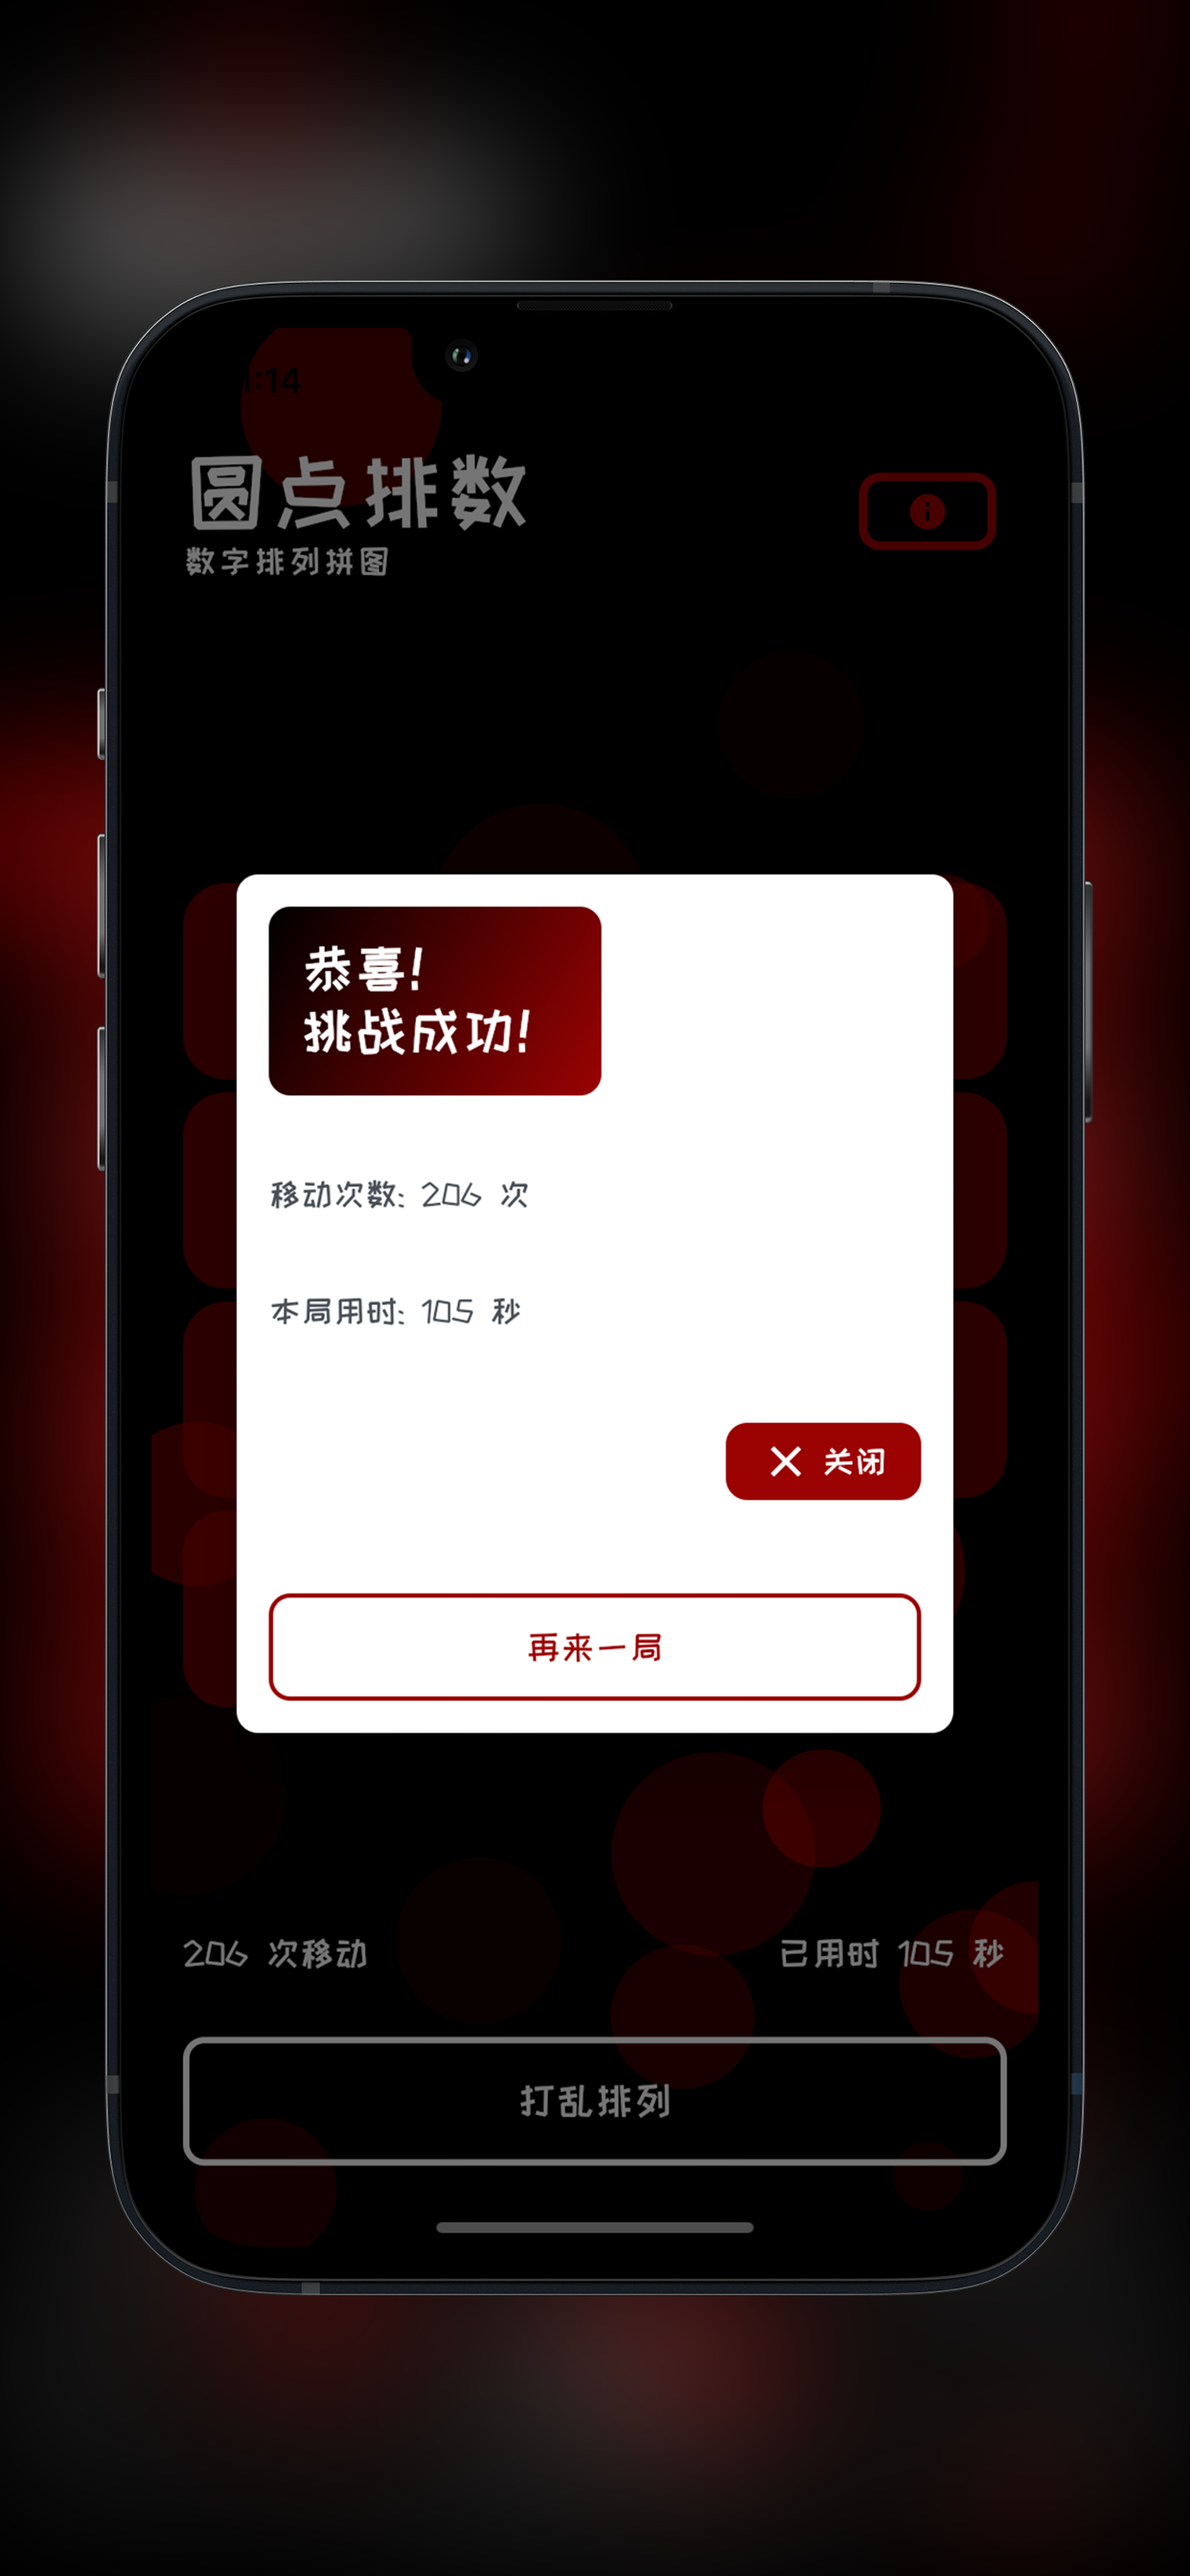 :14
圆点排数
数字排列拼图
恭喜!
挑战成功!
移动次数: 206 次
本局用时: 105 秒
关闭
再来一局
206 次移动
已用时 105 秒
打乱排列